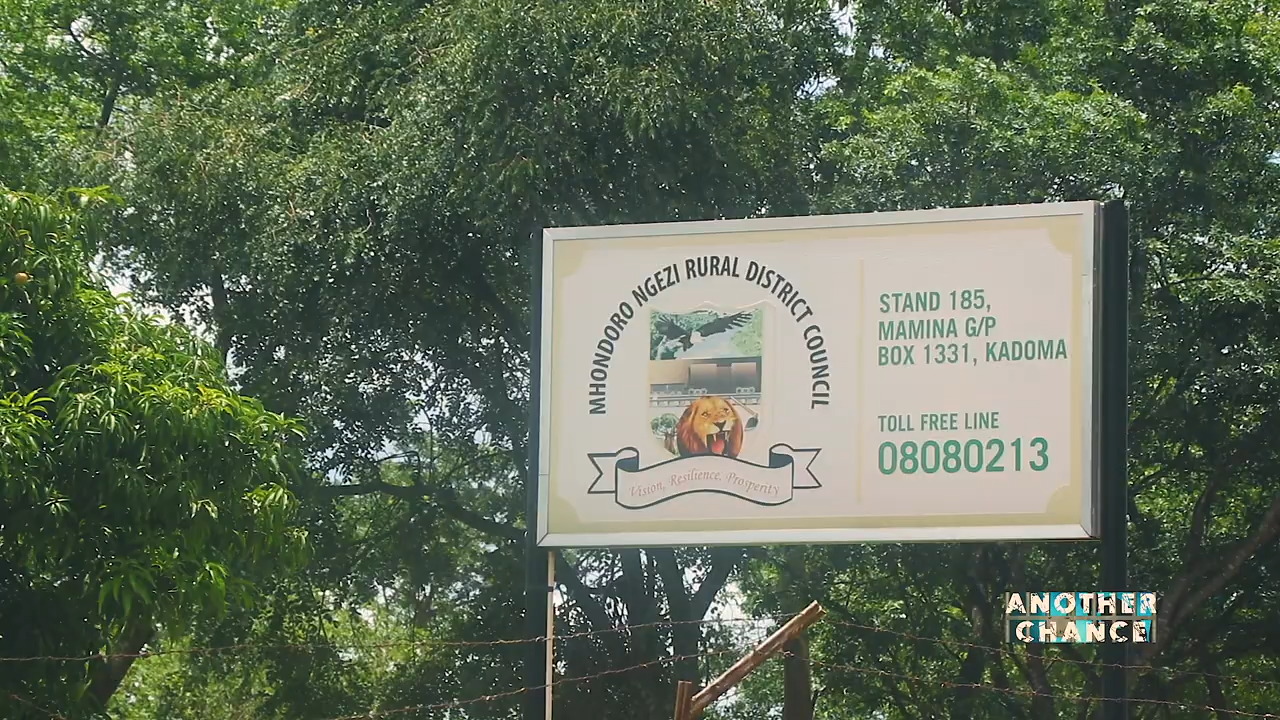 MHONDORO NGEZI RURAL DISTRICT COUNCIL
Vision, Resilience, Prosperity
STAND 185,
MAMINA G/P
BOX 1331, KADOMA
TOLL FREE LINE
08080213
ANOTHER
CHANCE